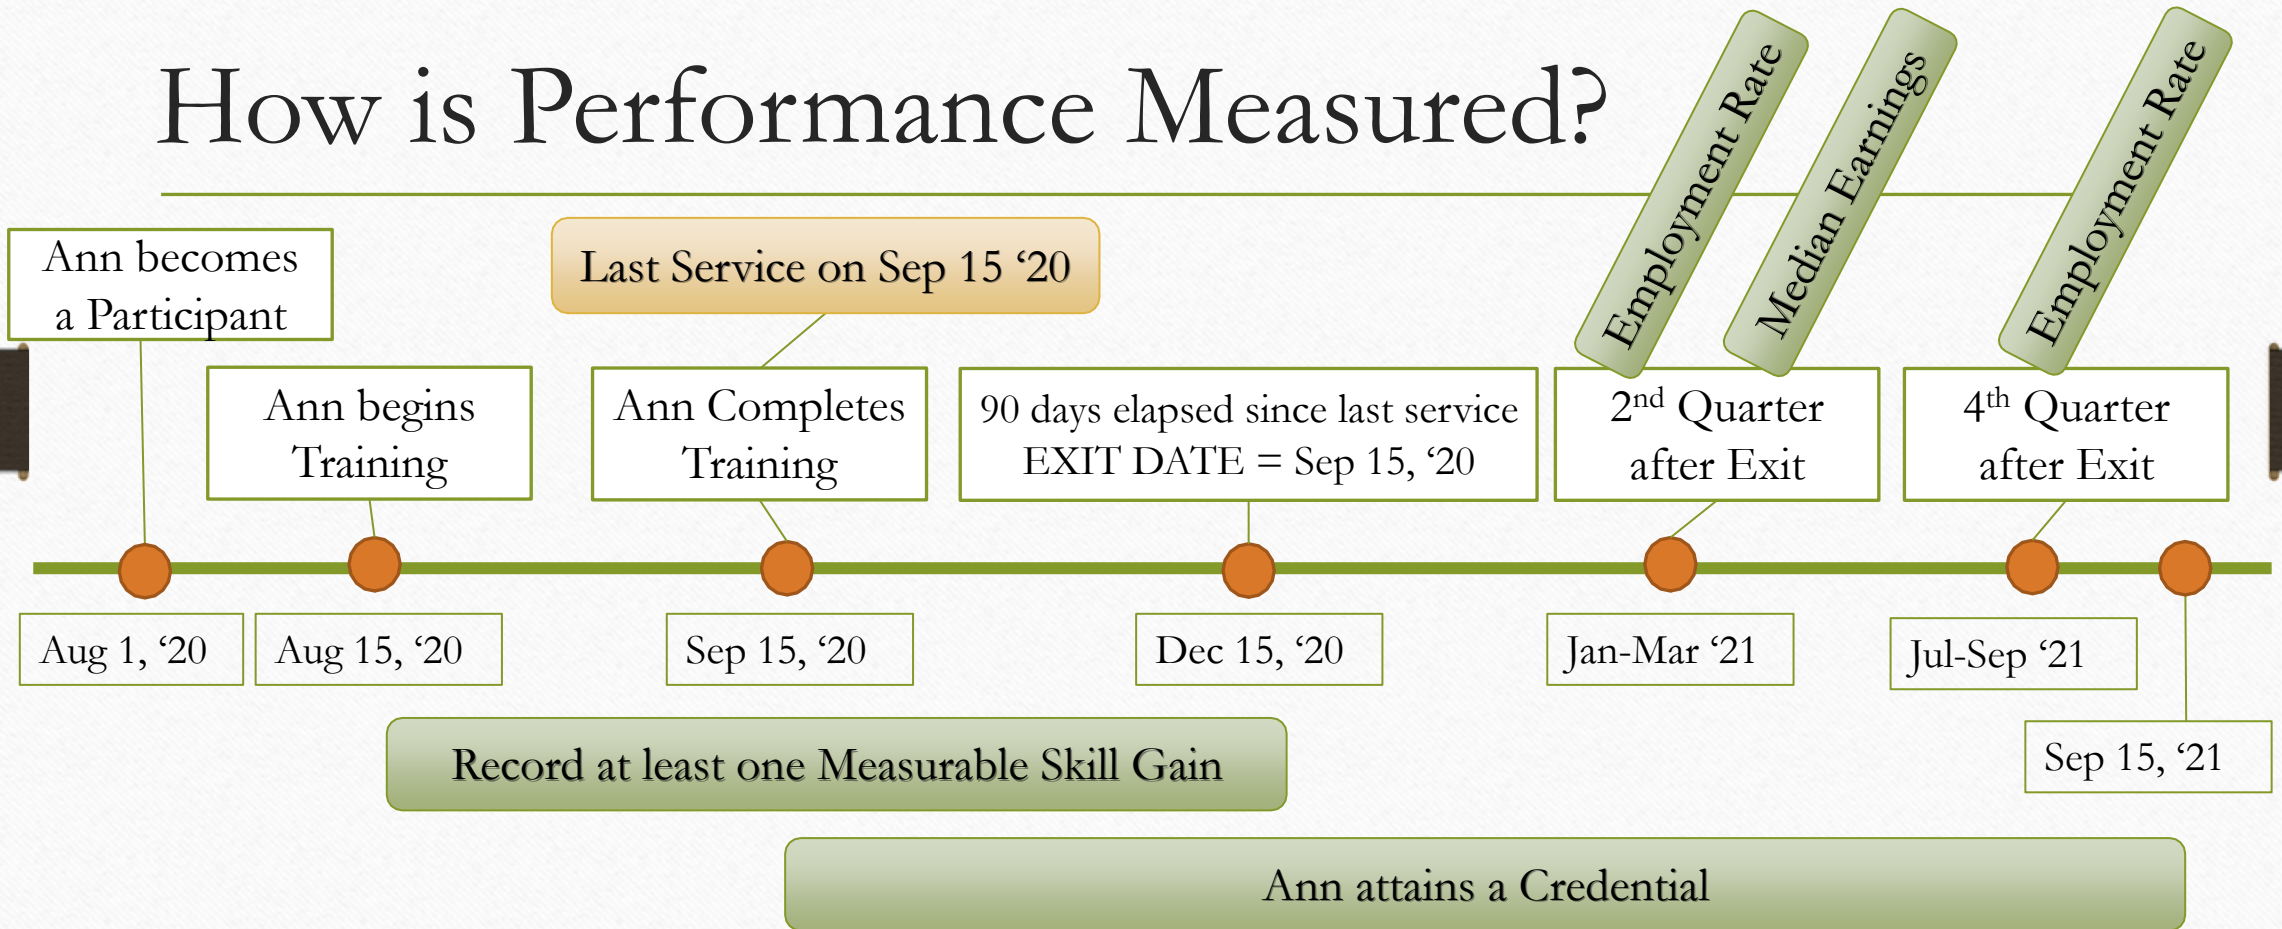 How is Performance Measured?
Employment Rate
Median Earnings
Employment Rate
Ann becomes
a Participant
Last Service on Sep 15 ‘20
Ann begins
Training
Ann Completes
Training
90 days elapsed since last service
EXIT DATE = Sep 15, ‘20
2nd Quarter
after Exit
4th Quarter
after Exit
Aug 1, ‘20
Aug 15, ‘20
Sep 15, ‘20
Dec 15, ‘20
Jan-Mar ‘21
Jul-Sep ‘21
Sep 15, ‘21
Record at least one Measurable Skill Gain
Ann attains a Credential